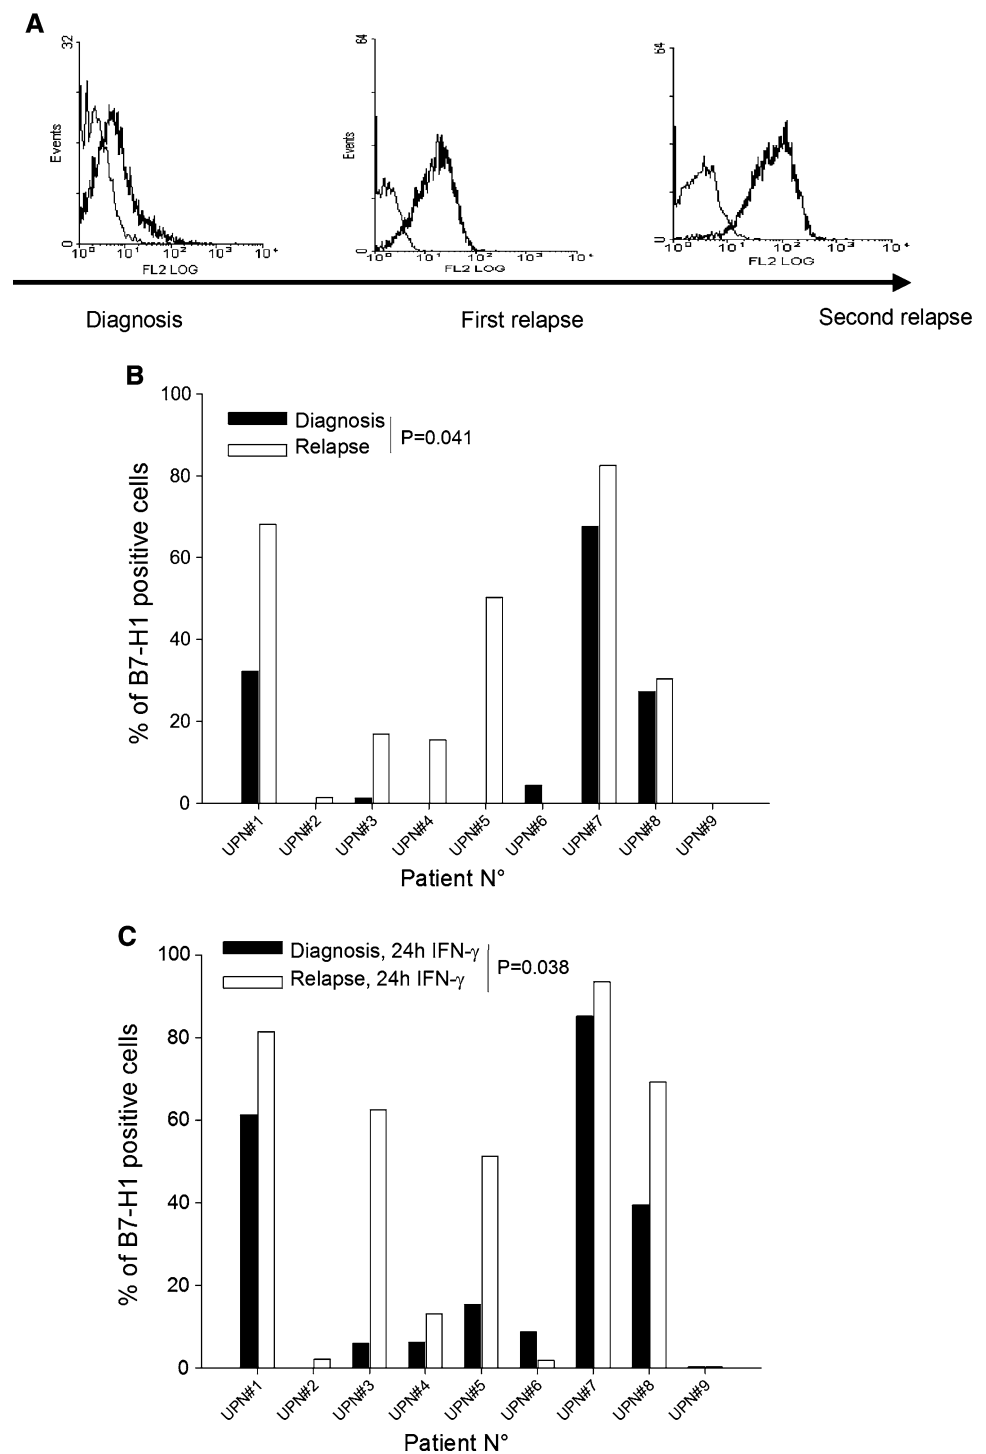 A
32
Events
0
10⁰ 10¹ 10² 10³ 10⁴
FL2 LOG
64
Events
0
10⁰ 10¹ 10² 10³ 10⁴
FL2 LOG
64
0
10⁰ 10¹ 10² 10³ 10⁴
FL2 LOG
Diagnosis
First relapse
Second relapse
B
100
80
60
40
20
0
% of B7-H1 positive cells
Diagnosis
Relapse
P=0.041
UPN#1
UPN#2
UPN#3
UPN#4
UPN#5
UPN#6
UPN#7
UPN#8
UPN#9
Patient N°
C
100
80
60
40
20
0
% of B7-H1 positive cells
Diagnosis, 24h IFN-γ
Relapse, 24h IFN-γ
P=0.038
UPN#1
UPN#2
UPN#3
UPN#4
UPN#5
UPN#6
UPN#7
UPN#8
UPN#9
Patient N°